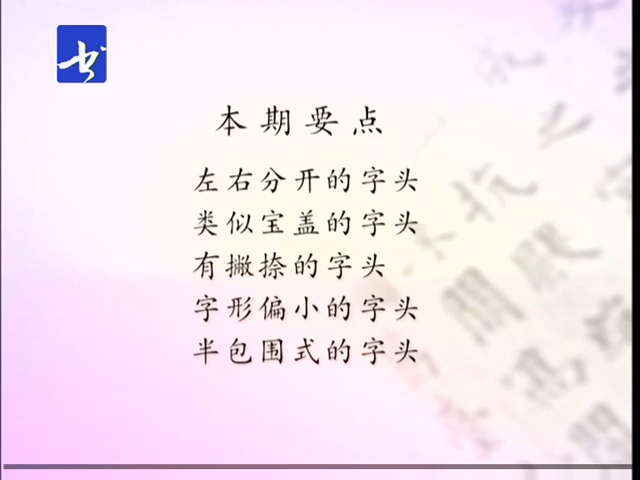 书
本期要点
左右分开的字头
类似宝盖的字头
有撇捺的字头
字形偏小的字头
半包围式的字头